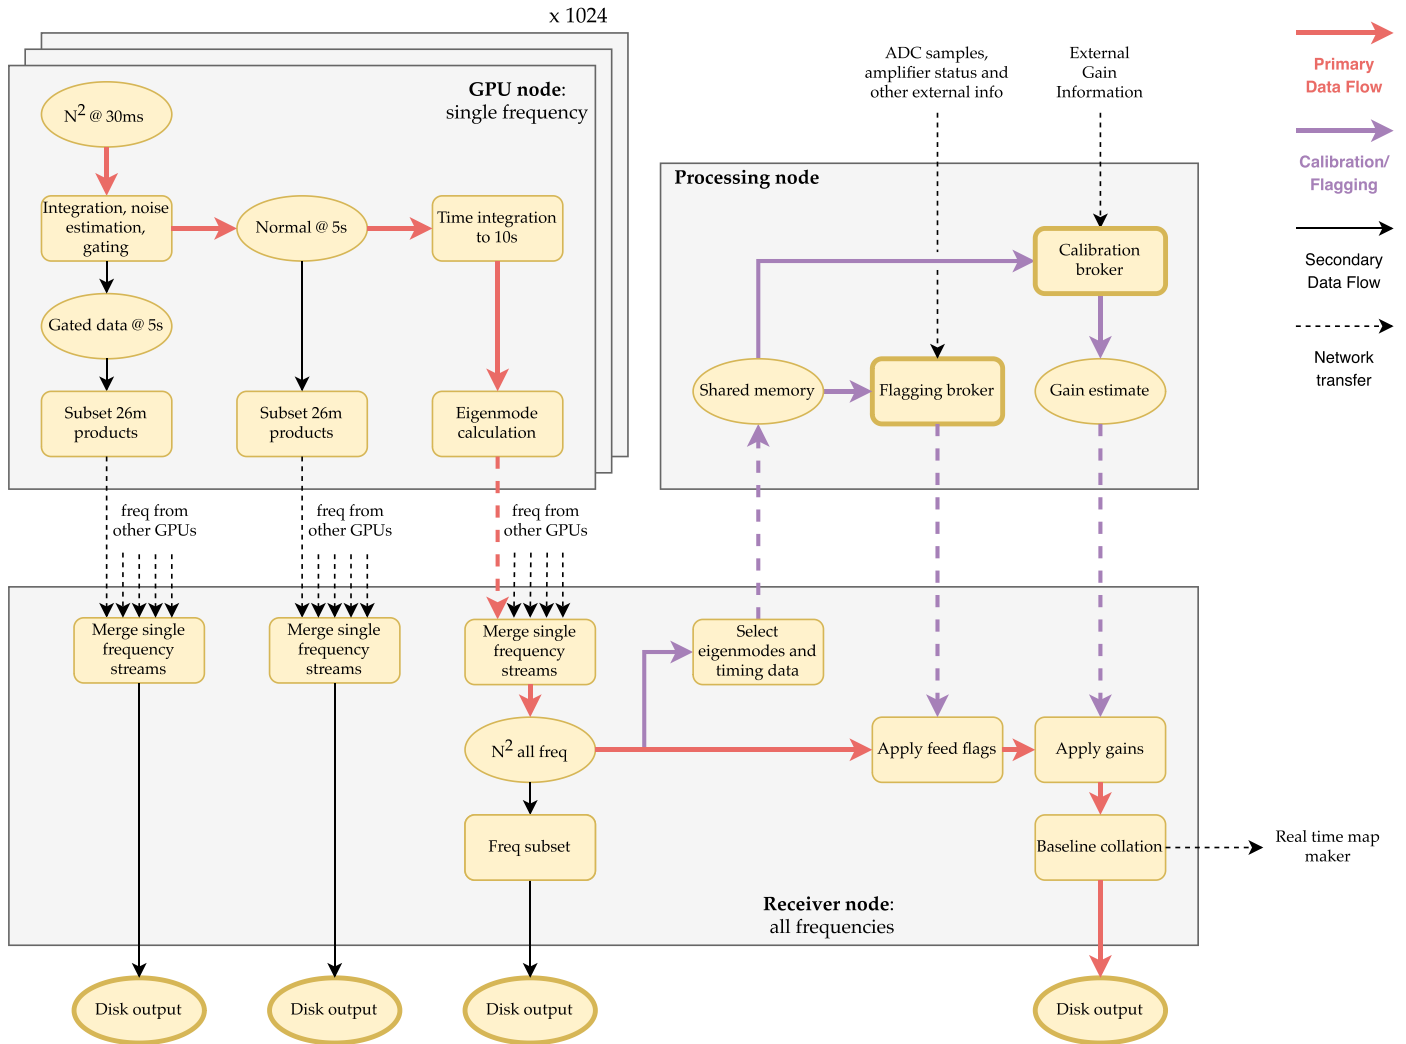 x 1024
GPU node:
single frequency
N² @ 30ms
Integration, noise
estimation,
gating
Normal @ 5s
Time integration
to 10s
Gated data @ 5s
Subset 26m
products
Subset 26m
products
Eigenmode
calculation
freq from
other GPUs
freq from
other GPUs
freq from
other GPUs
ADC samples,
amplifier status and
other external info
External
Gain
Information
Processing node
Calibration
broker
Shared memory
Flagging broker
Gain estimate
Primary
Data Flow
Calibration/
Flagging
Secondary
Data Flow
Network
transfer
Merge single
frequency
streams
Merge single
frequency
streams
Merge single
frequency
streams
Select
eigenmodes and
timing data
N² all freq
Apply feed flags
Apply gains
Freq subset
Baseline collation
Real time map
maker
Receiver node:
all frequencies
Disk output
Disk output
Disk output
Disk output